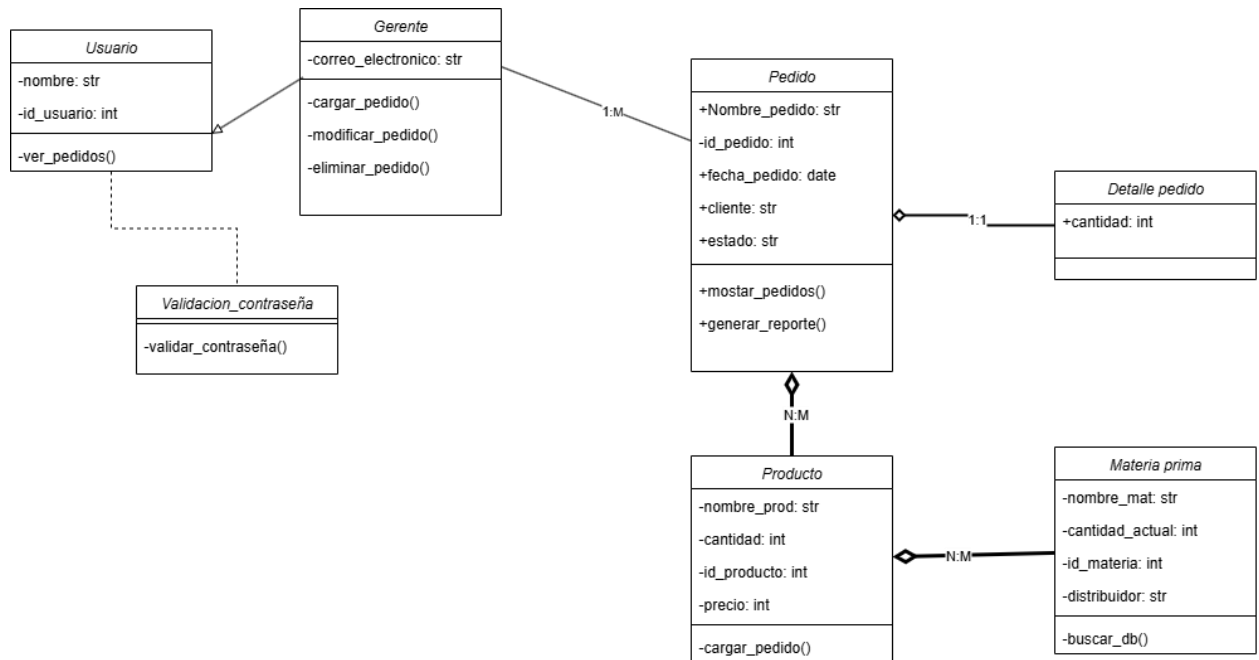 Usuario
-nombre: str
-id_usuario: int
-ver_pedidos()
Gerente
-correo_electronico: str
-cargar_pedido()
-modificar_pedido()
-eliminar_pedido()
1:M
Pedido
+Nombre_pedido: str
-id_pedido: int
+fecha_pedido: date
+cliente: str
+estado: str
+mostar_pedidos()
+generar_reporte()
1:1
Detalle pedido
+cantidad: int
Validacion_contraseña
-validar_contraseña()
N:M
Producto
-nombre_prod: str
-cantidad: int
-id_producto: int
-precio: int
-cargar_pedido()
N:M
Materia prima
-nombre_mat: str
-cantidad_actual: int
-id_materia: int
-distribuidor: str
-buscar_db()